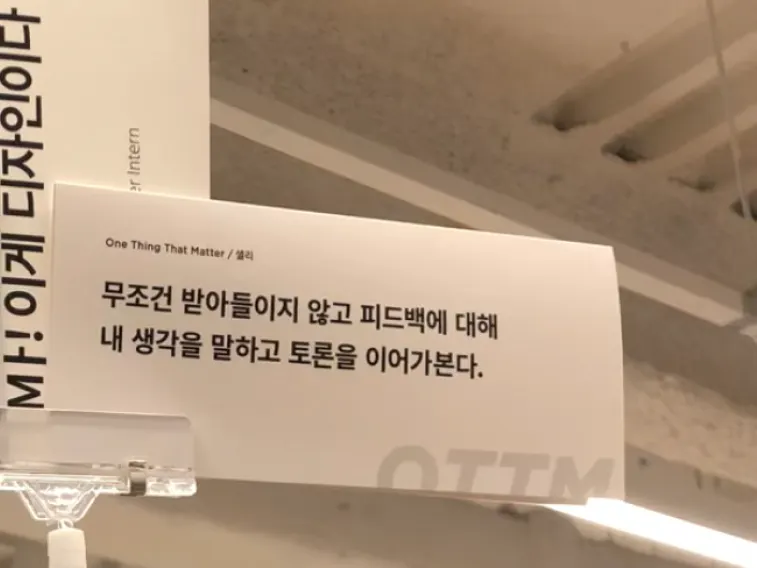 마! 이게 디자인이다
er Intern
One Thing That Matter / 샐리
무조건 받아들이지 않고 피드백에 대해
내 생각을 말하고 토론을 이어가본다.
OTTM